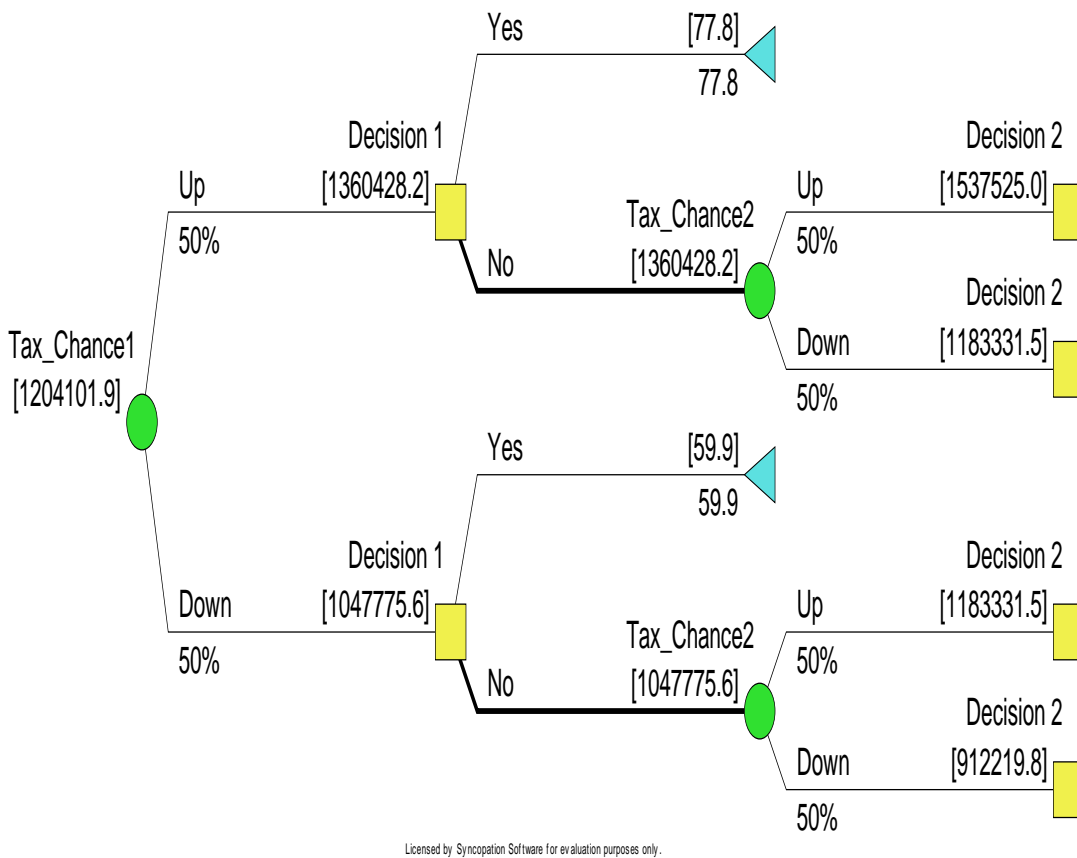 Yes
[77.8]
77.8
Decision 1
Decision 2
Up
[1360428.2]
Up
[1537525.0]
50%
Tax_Chance2
50%
No
[1360428.2]
Decision 2
Tax_Chance1
Down
[1183331.5]
[1204101.9]
50%
Yes
[59.9]
59.9
Decision 1
Decision 2
Down
[1047775.6]
Up
[1183331.5]
50%
Tax_Chance2
50%
No
[1047775.6]
Decision 2
Down
[912219.8]
50%
Licensed by Syncopation Software for evaluation purposes only.